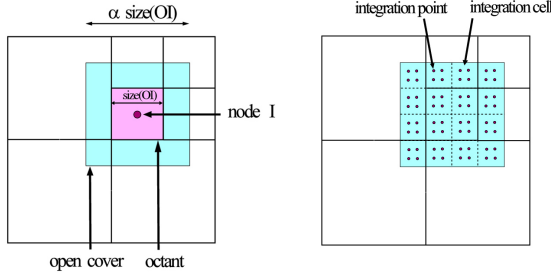 α size(OI)
size(OI)
node I
open cover
octant
integration point
integration cell